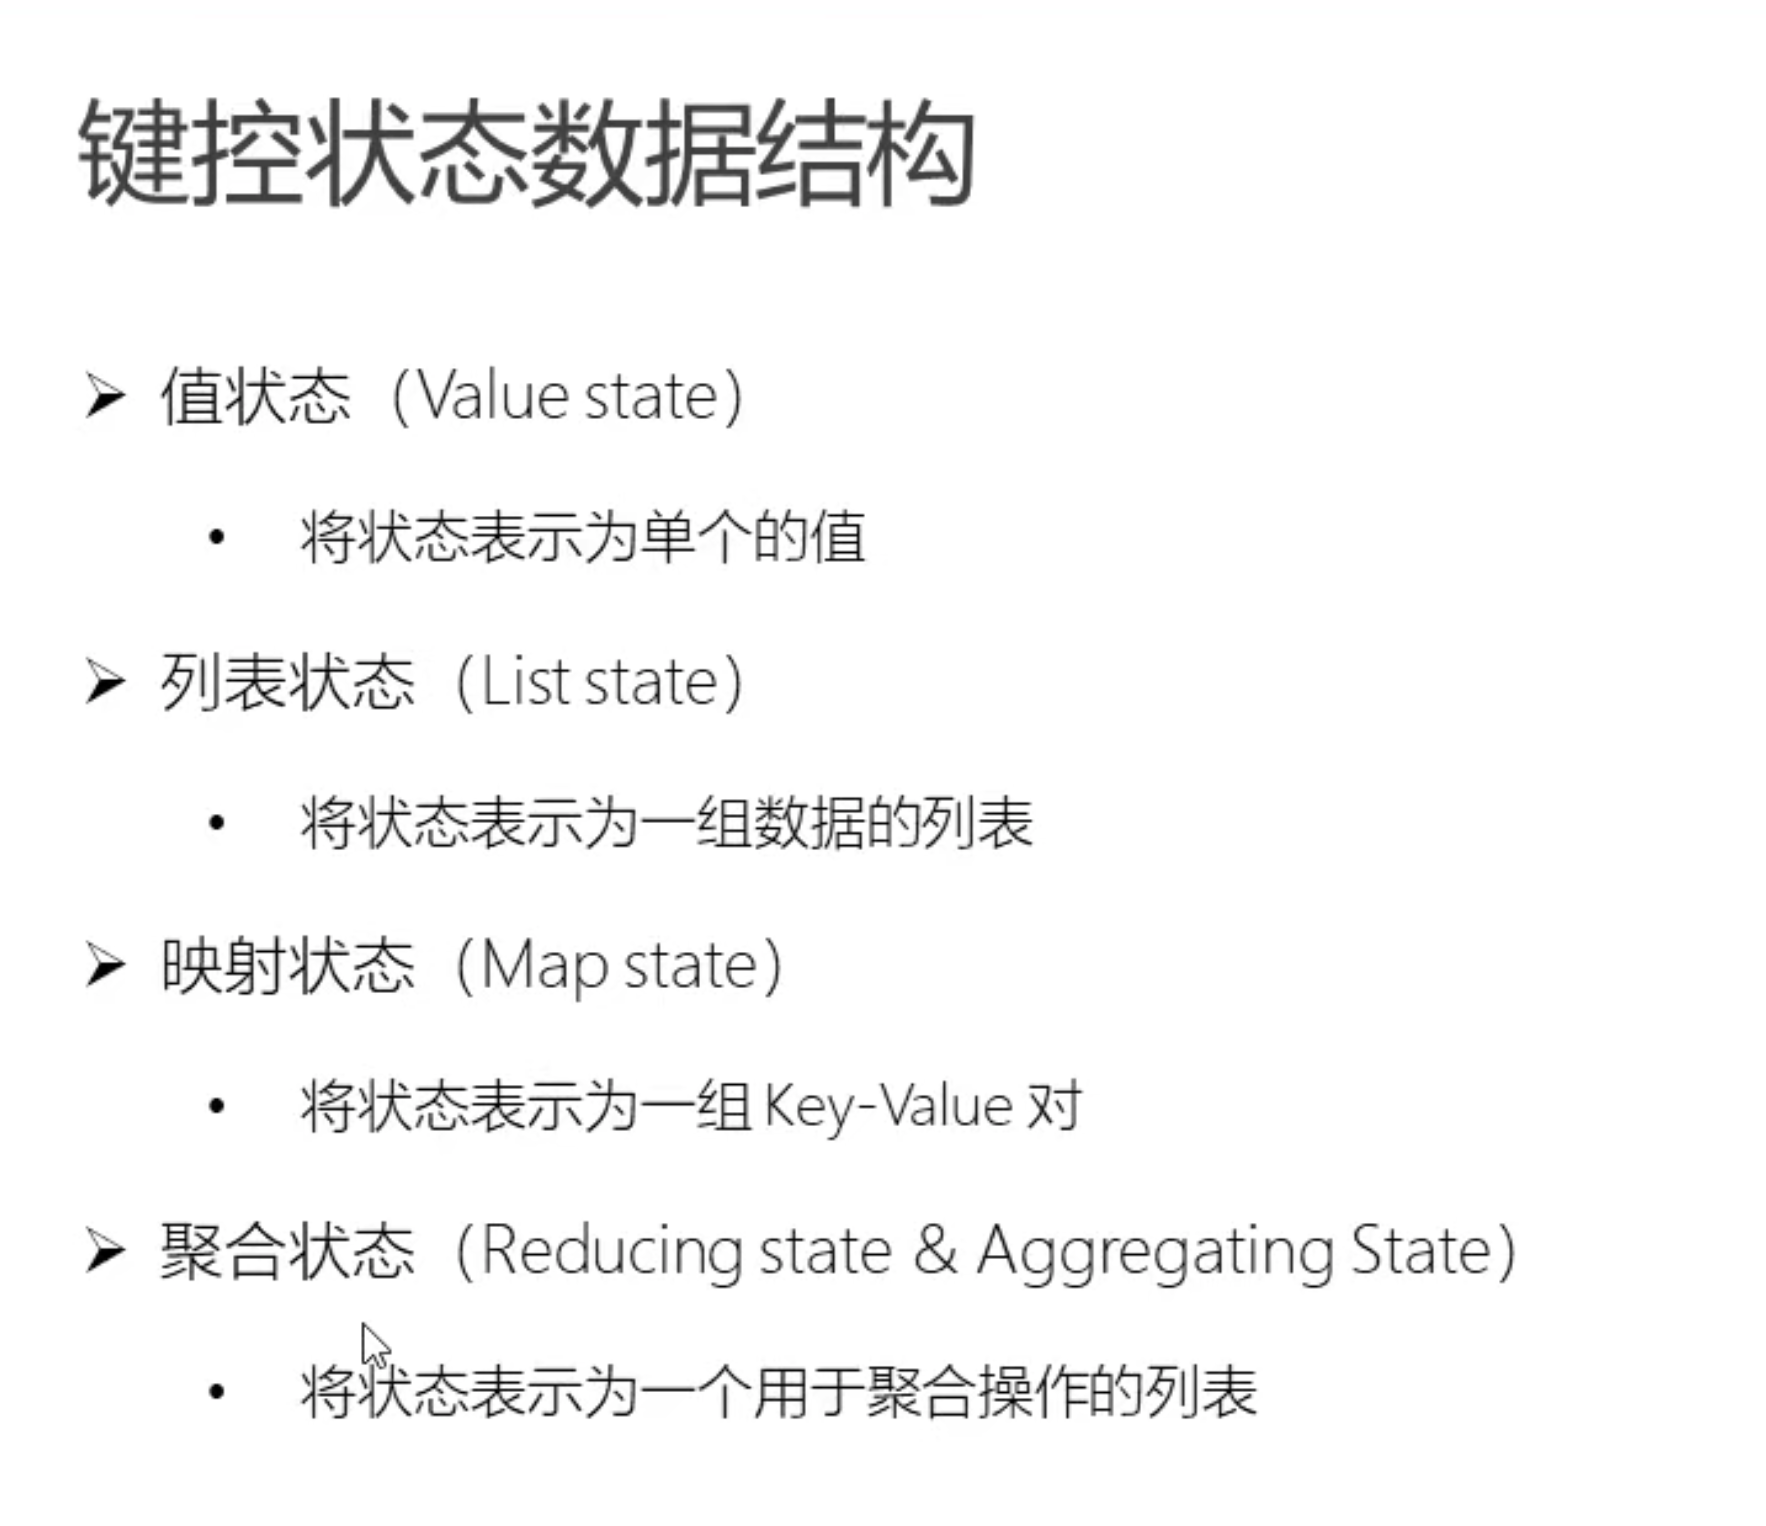 键控状态数据结构
值状态（Value state）
将状态表示为单个的值
列表状态（List state）
将状态表示为一组数据的列表
映射状态（Map state）
将状态表示为一组 Key-Value 对
聚合状态（Reducing state & Aggregating State）
将状态表示为一个用于聚合操作的列表